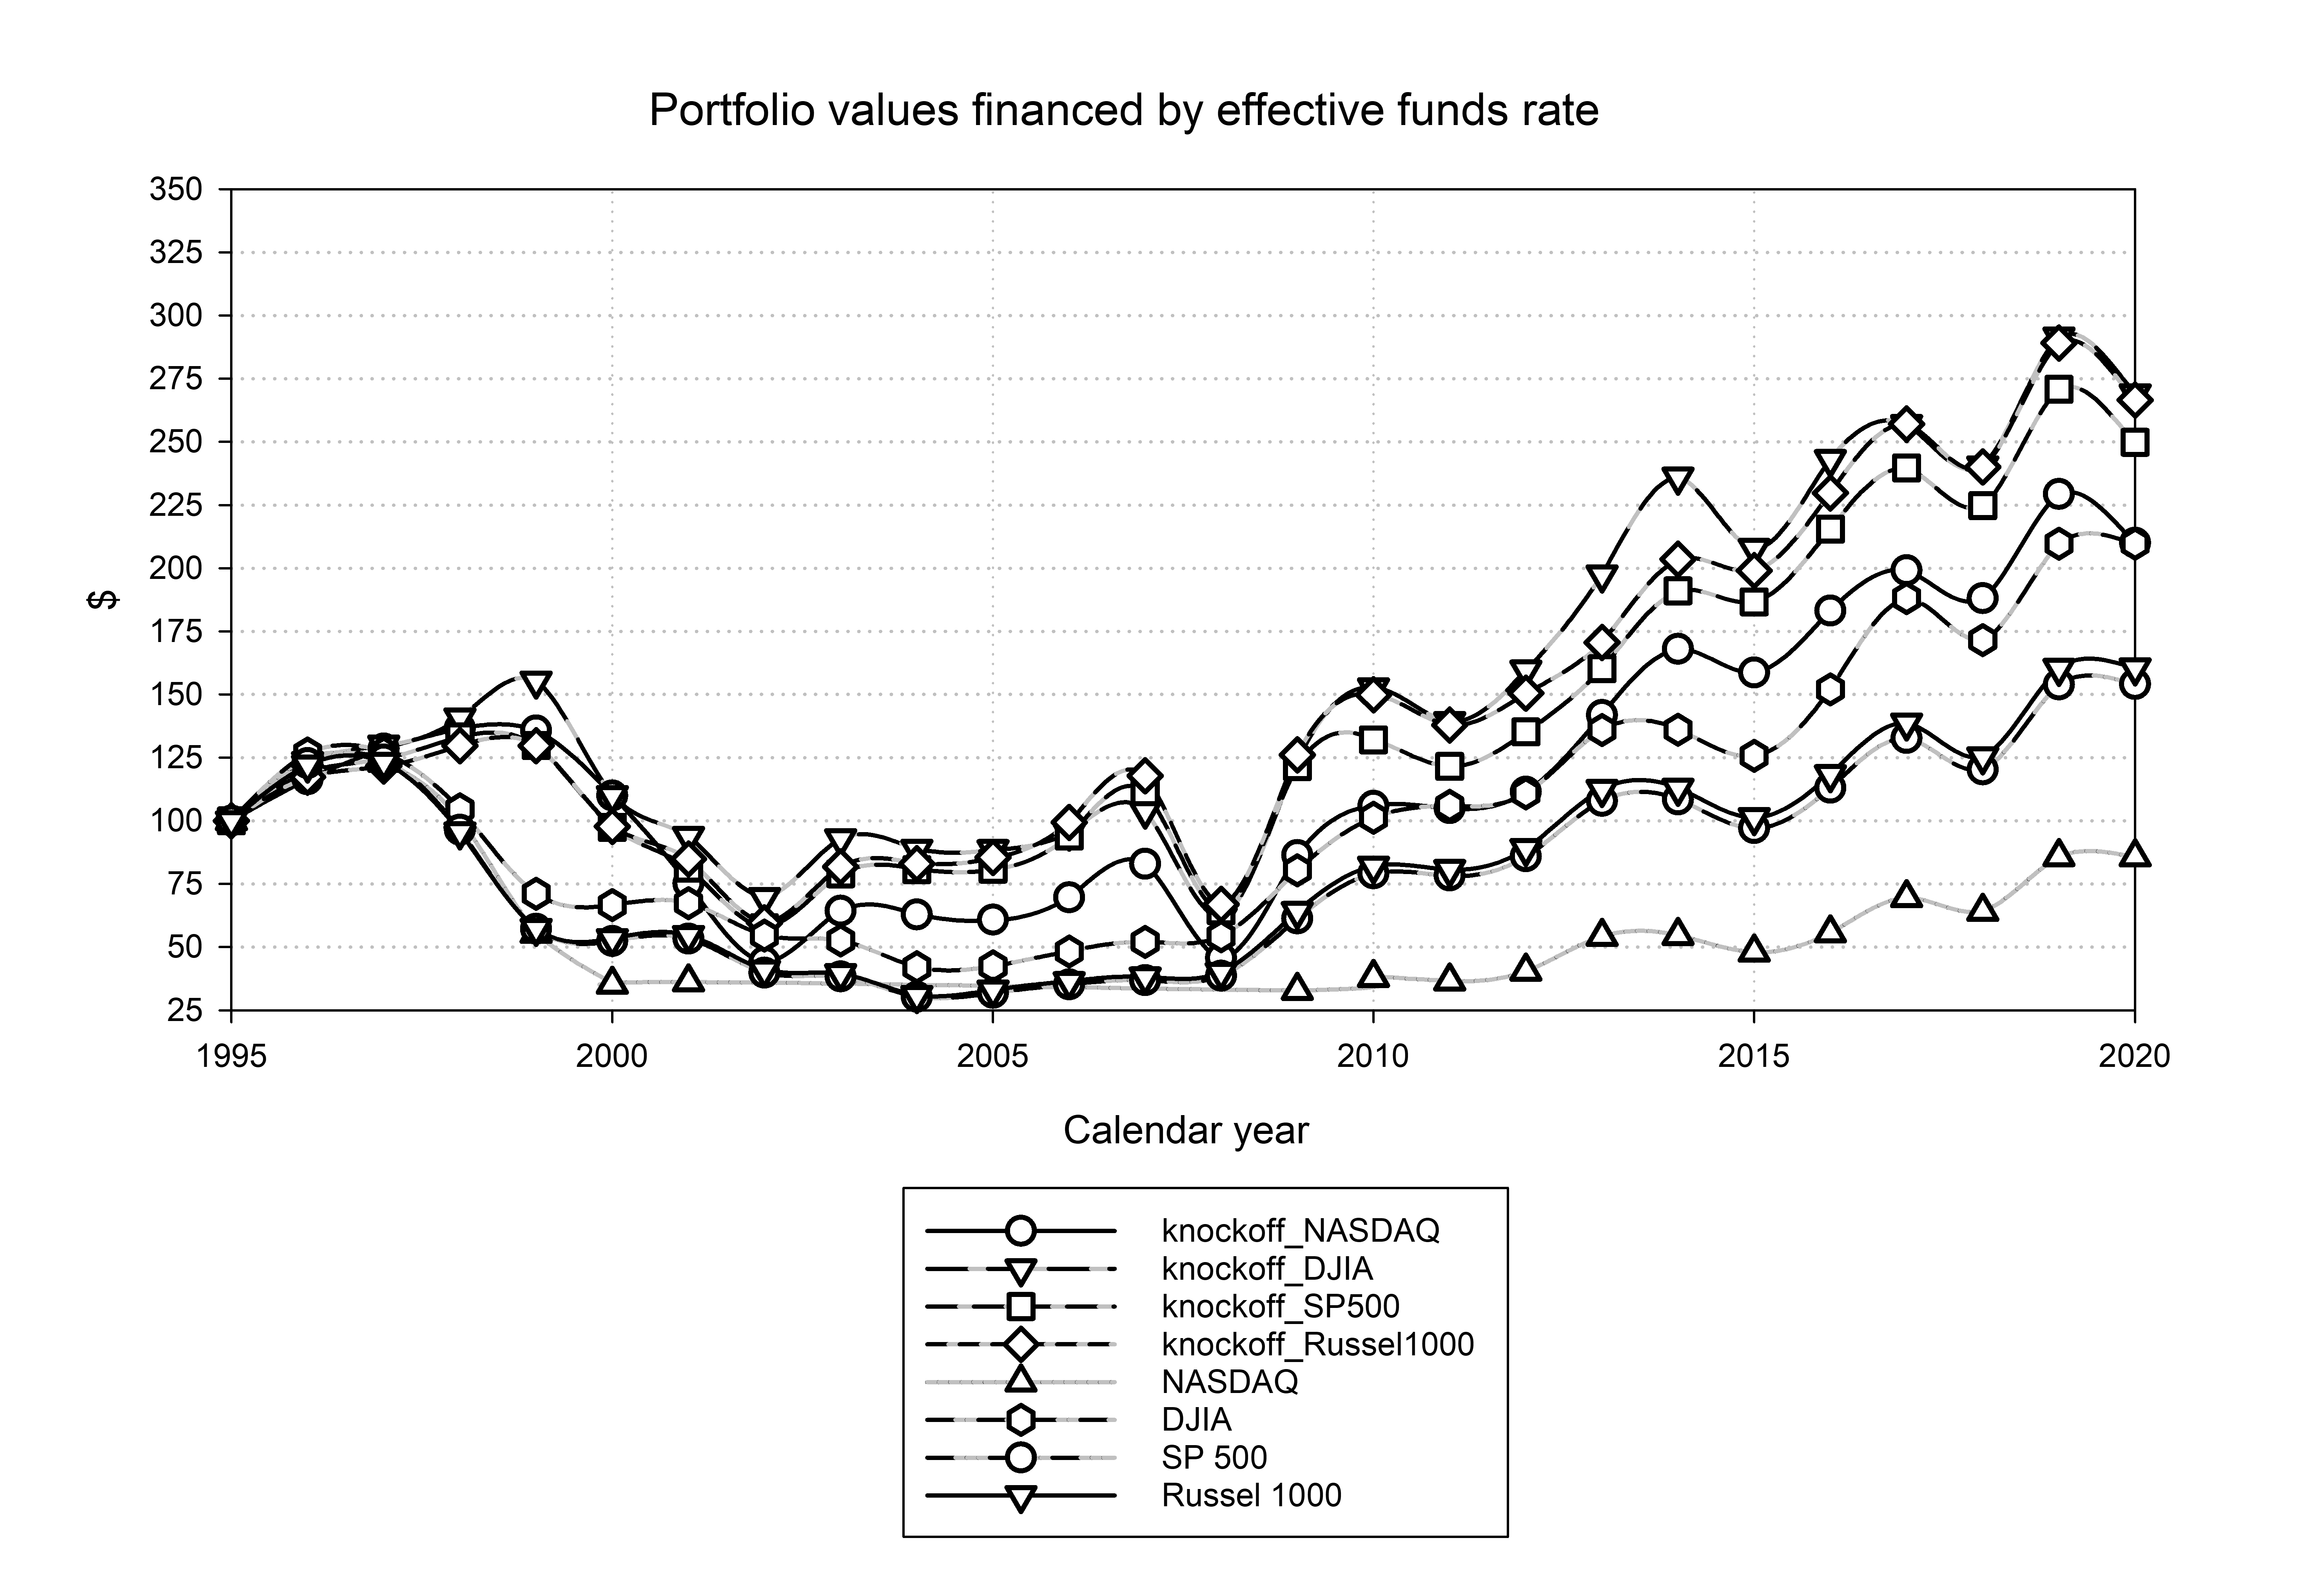 Portfolio values financed by effective funds rate
350
325
300
275
250
225
200
175
150
125
100
75
50
25
$
1995 2000 2005 2010 2015 2020
Calendar year
knockoff_NASDAQ
knockoff_DJIA
knockoff_SP500
knockoff_Russel1000
NASDAQ
DJIA
SP 500
Russel 1000